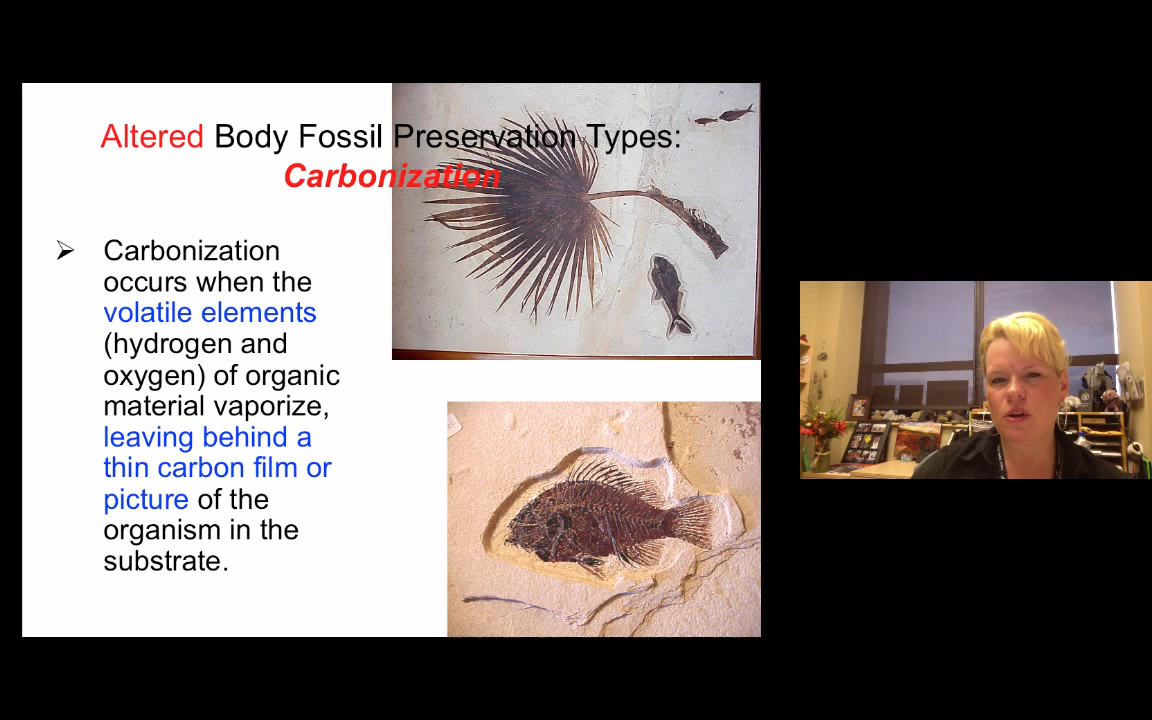 Altered Body Fossil Preservation Types:
Carbonization
Carbonization
occurs when the
volatile elements
(hydrogen and
oxygen) of organic
material vaporize,
leaving behind a
thin carbon film or
picture of the
organism in the
substrate.